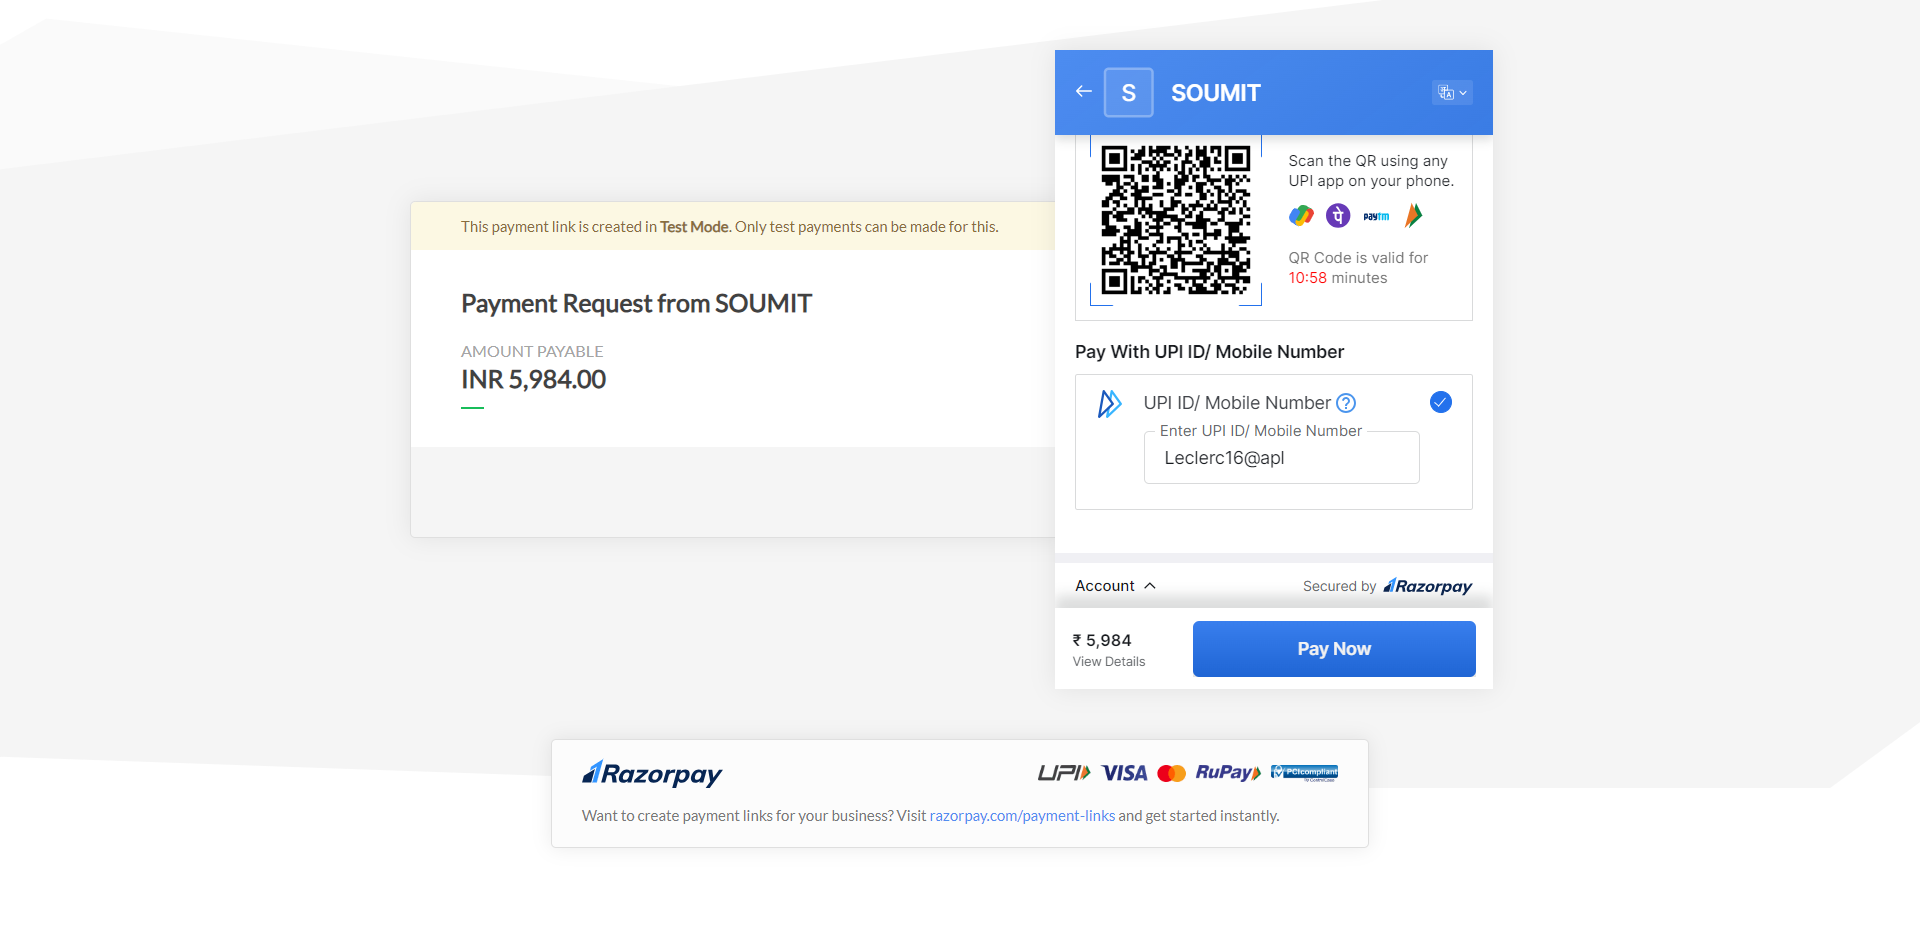 This payment link is created in Test Mode. Only test payments can be made for this.
Payment Request from SOUMIT
AMOUNT PAYABLE
INR 5,984.00
S
SOUMIT
Scan the QR using any
UPI app on your phone.
paytm
QR Code is valid for
10:58 minutes
Pay With UPI ID/ Mobile Number
UPI ID/ Mobile Number ?
Enter UPI ID/ Mobile Number
Leclerc16@apl
Account
Secured by Razorpay
₹ 5,984
View Details
Pay Now
Razorpay
UPI VISA RuPay PCIcompliant
Want to create payment links for your business? Visit razorpay.com/payment-links and get started instantly.